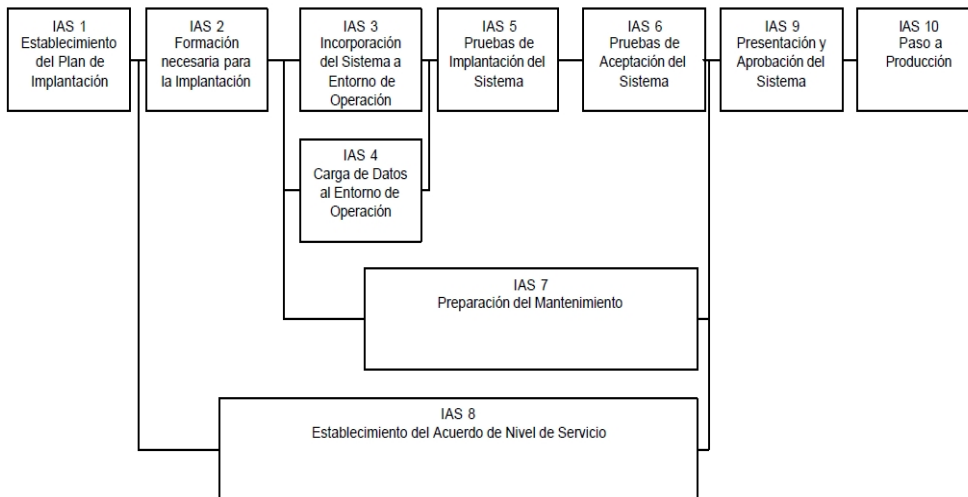 IAS 1
Establecimiento
del Plan de
Implantación
IAS 2
Formación
necesaria para
la Implantación
IAS 3
Incorporación
del Sistema a
Entorno de
Operación
IAS 5
Pruebas de
Implantación del
Sistema
IAS 6
Pruebas de
Aceptación del
Sistema
IAS 9
Presentación y
Aprobación del
Sistema
IAS 10
Paso a
Producción
IAS 4
Carga de Datos
al Entorno de
Operación
IAS 7
Preparación del Mantenimiento
IAS 8
Establecimiento del Acuerdo de Nivel de Servicio